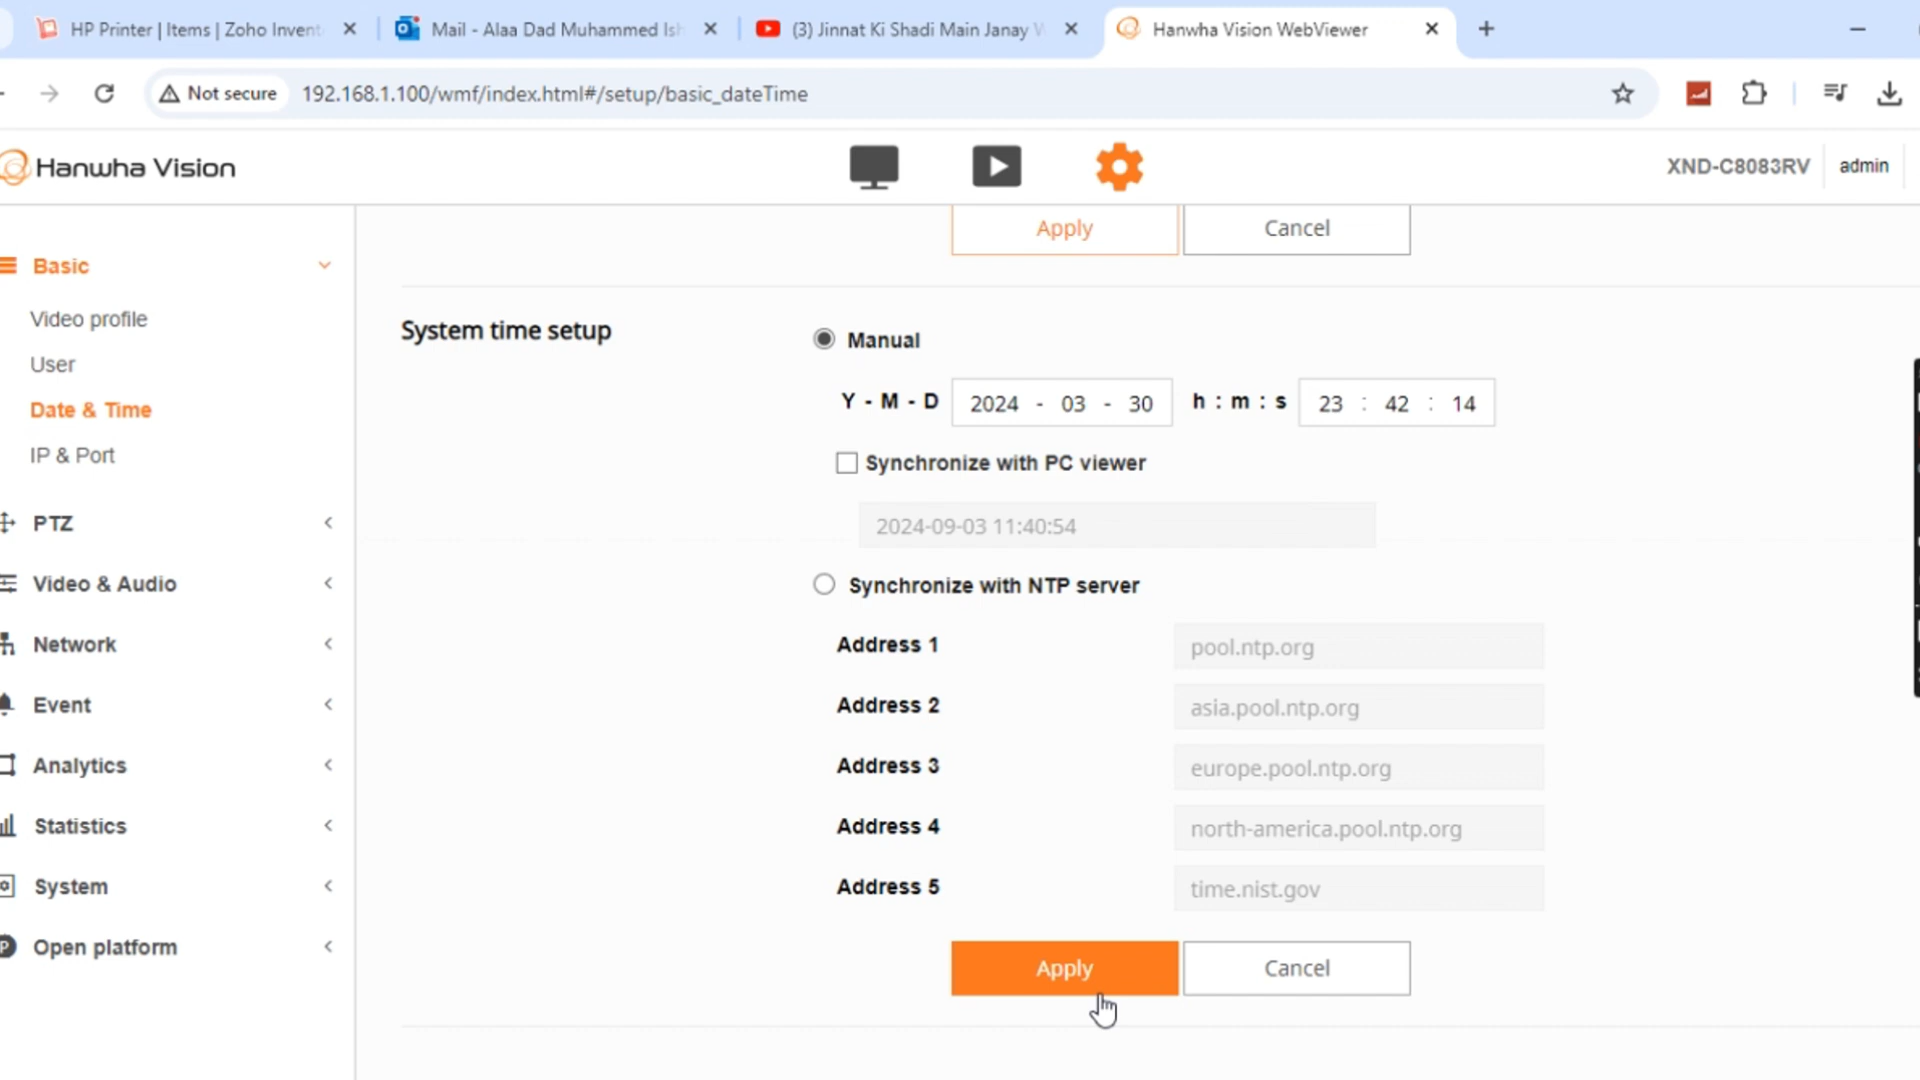 HP Printer | Items | Zoho Invent
Mail - Alaa Dad Muhammed Ish
(3) Jinnat Ki Shadi Main Janay W
Hanwha Vision WebViewer
Not secure
192.168.1.100/wmf/index.html#/setup/basic_dateTime
Hanwha Vision
XND-C8083RV
admin
Apply
Cancel
Basic
Video profile
User
Date & Time
IP & Port
PTZ
Video & Audio
Network
Event
Analytics
Statistics
System
Open platform
System time setup
Manual
Y - M - D 2024 - 03 - 30 h : m : s 23 : 42 : 14
Synchronize with PC viewer
2024-09-03 11:40:54
Synchronize with NTP server
Address 1 pool.ntp.org
Address 2 asia.pool.ntp.org
Address 3 europe.pool.ntp.org
Address 4 north-america.pool.ntp.org
Address 5 time.nist.gov
Apply
Cancel